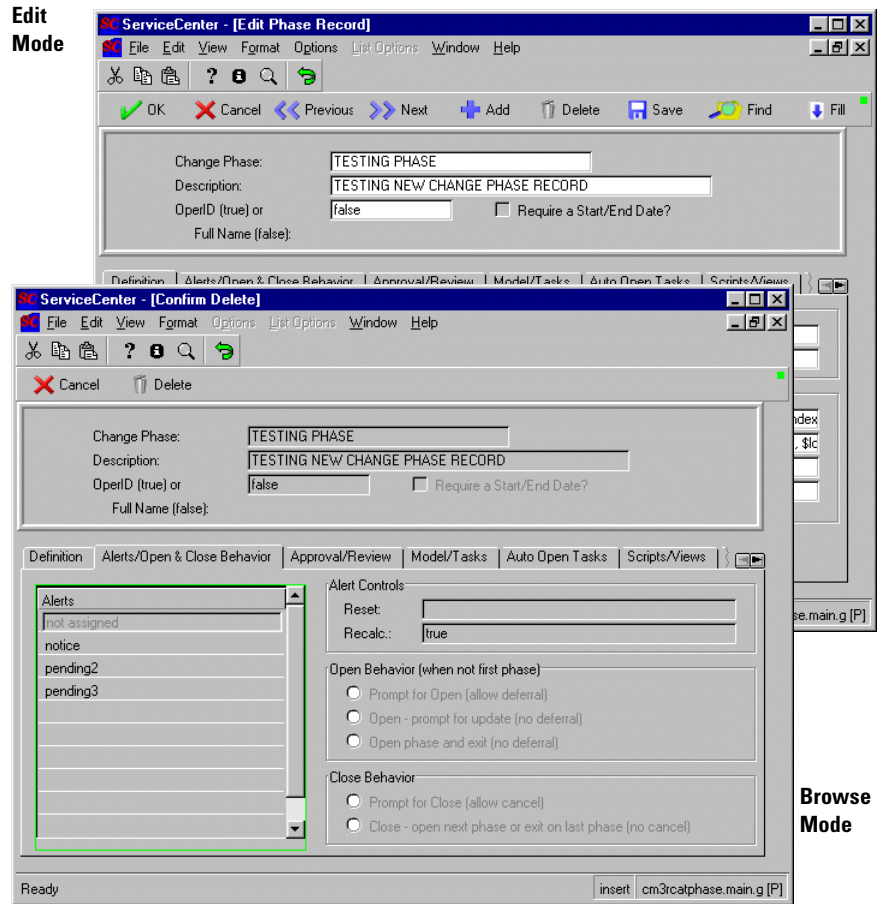 Edit
Mode
SC ServiceCenter - [Edit Phase Record]
SC File Edit View Format Options List Options Window Help
OK Cancel Previous Next Add Delete Save Find Fill
Change Phase: TESTING PHASE
Description: TESTING NEW CHANGE PHASE RECORD
OperID (true) or false Require a Start/End Date?
Full Name (false):
Definition Alerts/Open & Close Behavior Approval/Review Model/Tasks Auto Open Tasks Scripts/Views
SC ServiceCenter - [Confirm Delete]
SC File Edit View Format Options List Options Window Help
Cancel Delete
Change Phase: TESTING PHASE
Description: TESTING NEW CHANGE PHASE RECORD
OperID (true) or false Require a Start/End Date?
Full Name (false):
ndex
, $lc
Definition Alerts/Open & Close Behavior Approval/Review Model/Tasks Auto Open Tasks Scripts/Views
Alerts
not assigned
notice
pending2
pending3
Alert Controls
Reset:
Recalc.: true
Open Behavior (when not first phase)
Prompt for Open (allow deferral)
Open - prompt for update (no deferral)
Open phase and exit (no deferral)
Close Behavior
Prompt for Close (allow cancel)
Close - open next phase or exit on last phase (no cancel)
se.main.g [P]
Browse
Mode
Ready insert cm3rcatphase.main.g [P]